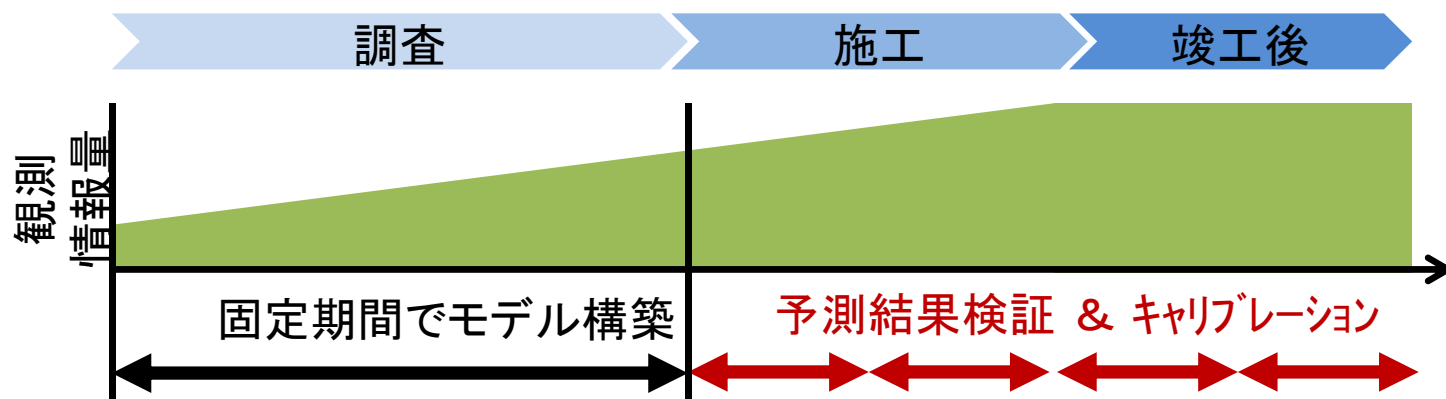 調査
施工
竣工後
観測
情報量
固定期間でモデル構築
予測結果検証 & ｷｬﾘﾌﾞﾚｰｼｮﾝ